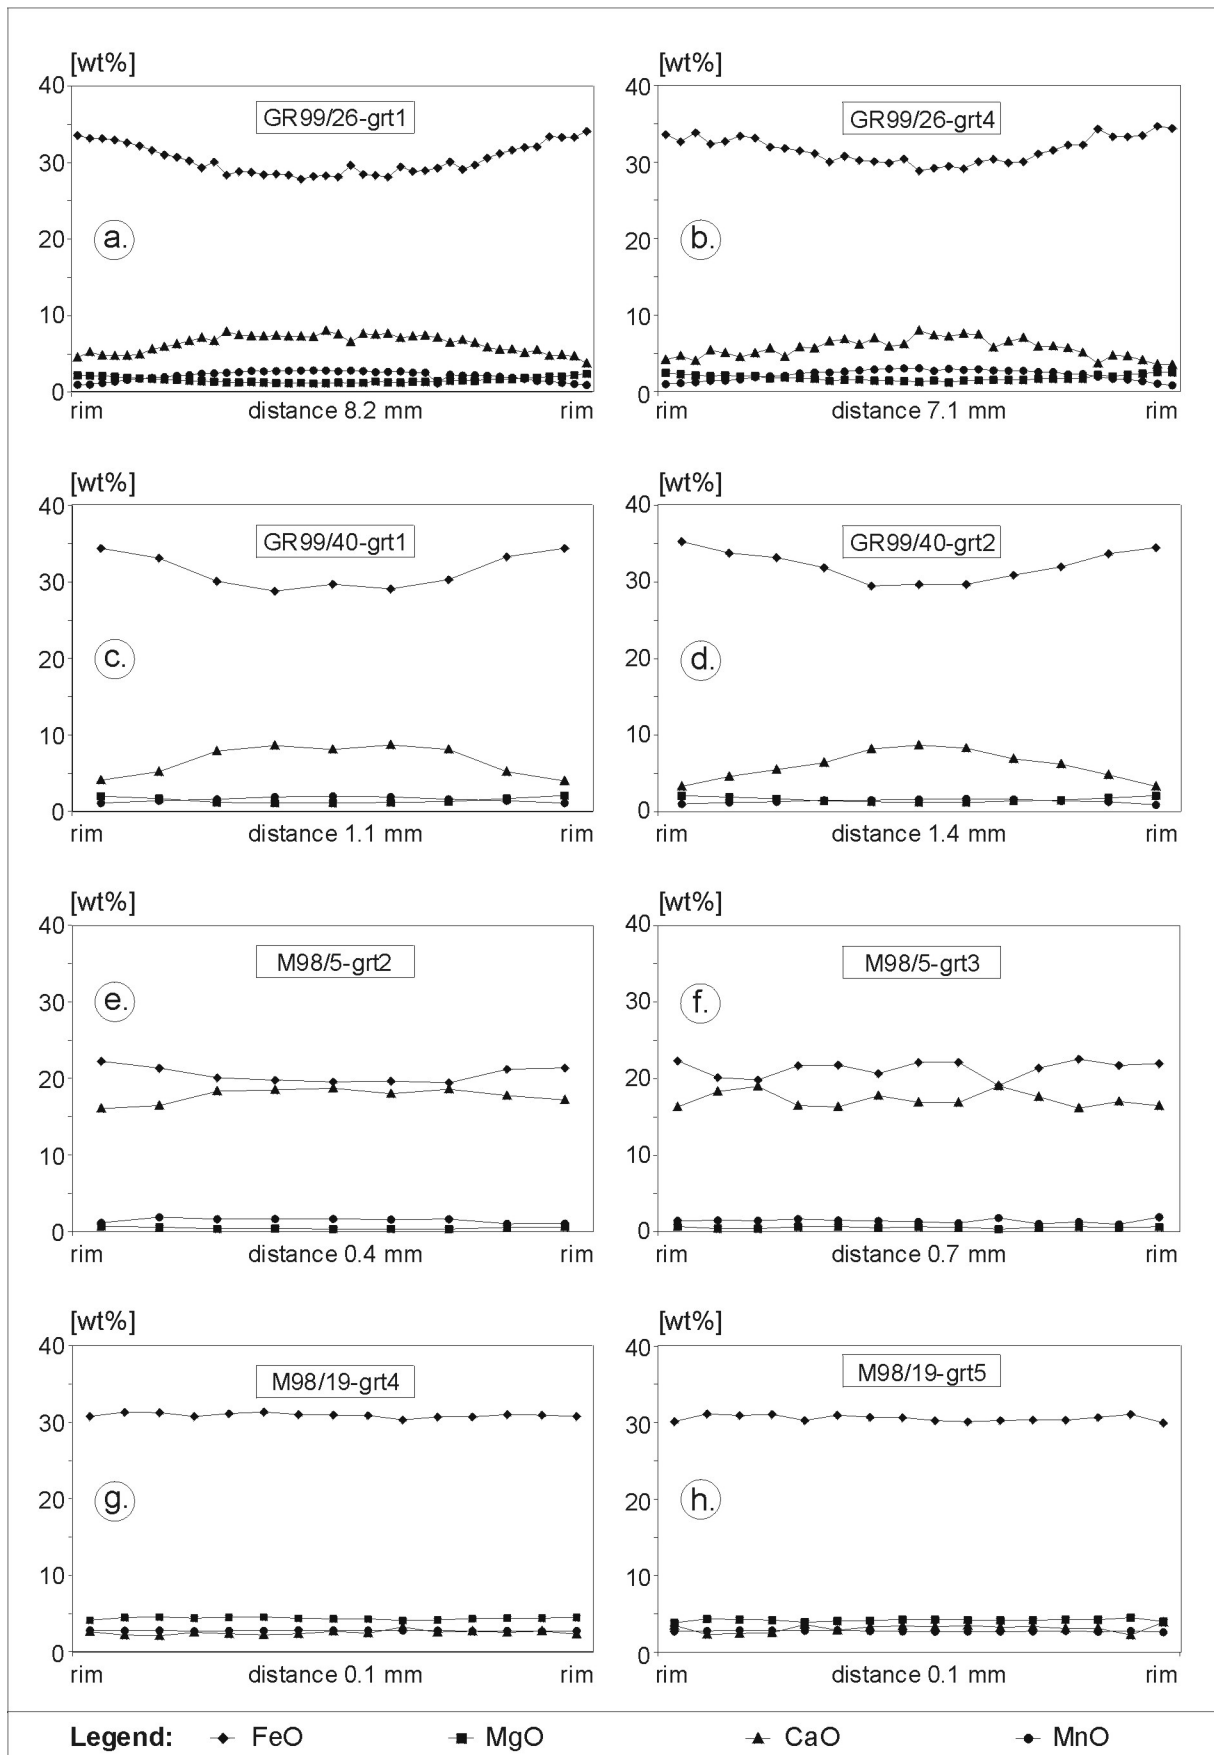 [wt%]
40
30
20
10
0
GR99/26-grt1
a.
rim distance 8.2 mm rim
[wt%]
40
30
20
10
0
GR99/26-grt4
b.
rim distance 7.1 mm rim
[wt%]
40
30
20
10
0
GR99/40-grt1
c.
rim distance 1.1 mm rim
[wt%]
40
30
20
10
0
GR99/40-grt2
d.
rim distance 1.4 mm rim
[wt%]
40
30
20
10
0
M98/5-grt2
e.
rim distance 0.4 mm rim
[wt%]
40
30
20
10
0
M98/5-grt3
f.
rim distance 0.7 mm rim
[wt%]
40
30
20
10
0
M98/19-grt4
g.
rim distance 0.1 mm rim
[wt%]
40
30
20
10
0
M98/19-grt5
h.
rim distance 0.1 mm rim
Legend: FeO MgO CaO MnO